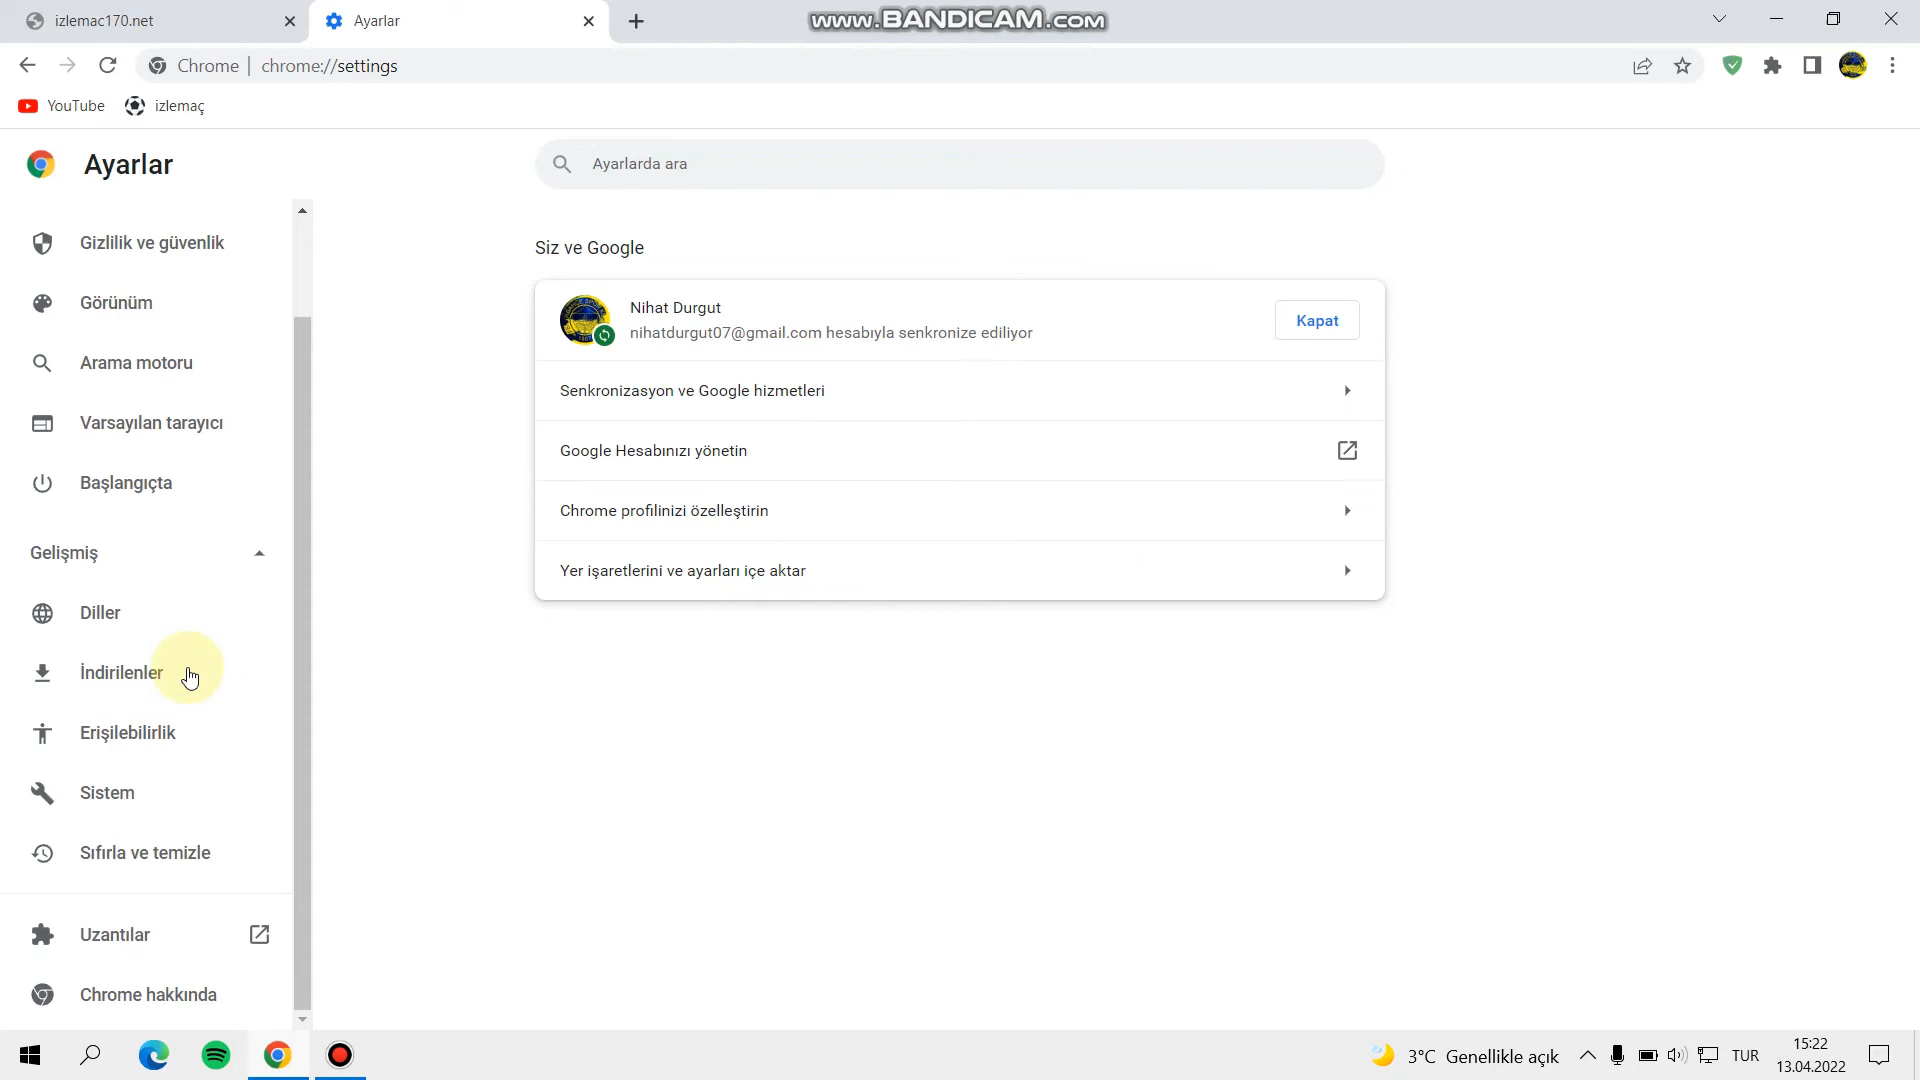 izlemac170.net
Ayarlar
www.BANDICAM.com
Chrome
chrome://settings
YouTube
izlemaç
Ayarlar
Ayarlarda ara
Gizlilik ve güvenlik
Görünüm
Arama motoru
Varsayılan tarayıcı
Başlangıçta
Gelişmiş
Diller
İndirilenler
Erişilebilirlik
Sistem
Sıfırla ve temizle
Uzantılar
Chrome hakkında
Siz ve Google
Nihat Durgut
nihatdurgut07@gmail.com hesabıyla senkronize ediliyor
Kapat
Senkronizasyon ve Google hizmetleri
Google Hesabınızı yönetin
Chrome profilinizi özelleştirin
Yer işaretlerini ve ayarları içe aktar
3°C Genellikle açık
TUR
15:22
13.04.2022